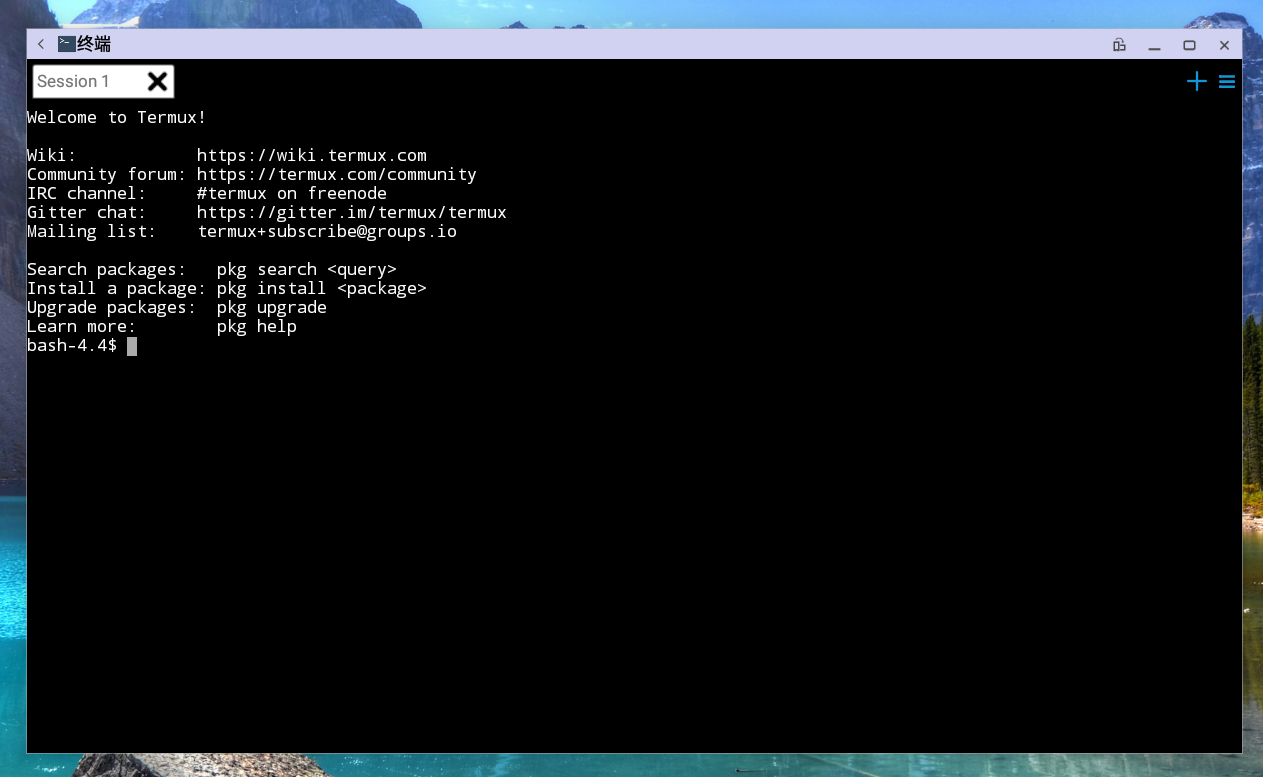 终端
Session 1
Welcome to Termux!
Wiki: https://wiki.termux.com
Community forum: https://termux.com/community
IRC channel: #termux on freenode
Gitter chat: https://gitter.im/termux/termux
Mailing list: termux+subscribe@groups.io
Search packages: pkg search <query>
Install a package: pkg install <package>
Upgrade packages: pkg upgrade
Learn more: pkg help
bash-4.4$